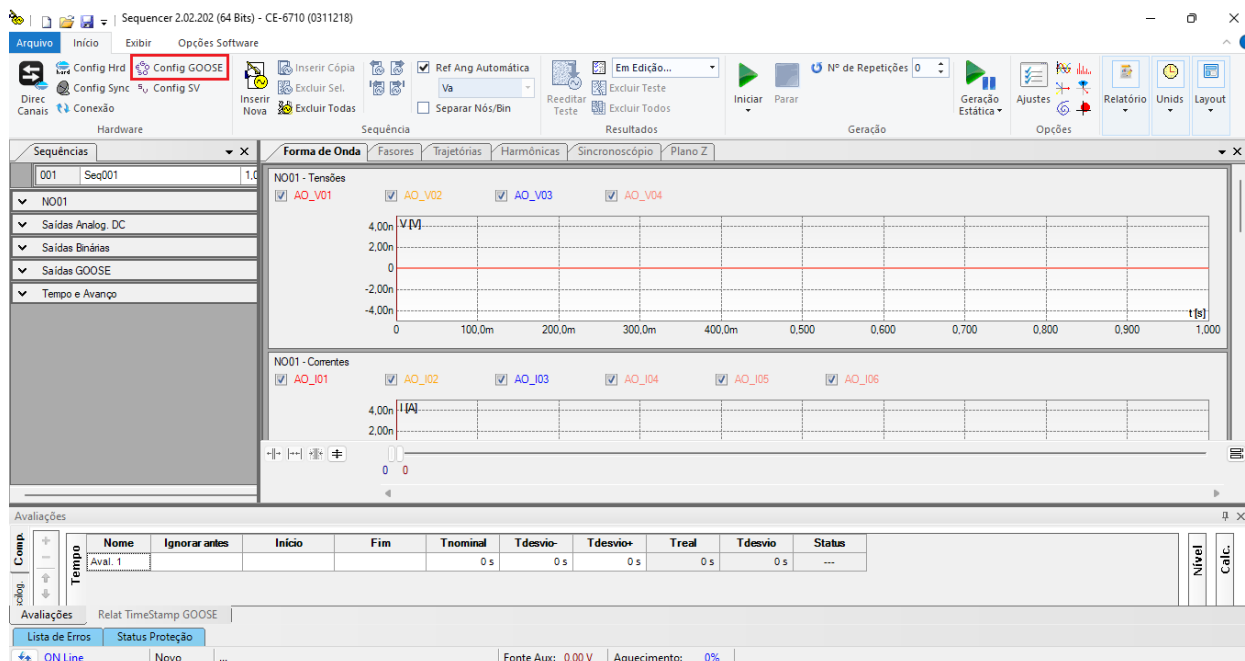 Sequencer 2.02.202 (64 Bits) - CE-6710 (0311218)
Arquivo Início Exibir Opções Software
Direc Canais
Config Hrd Config GOOSE
Config Sync Config SV
Conexão
Hardware
Inserir Nova
Inserir Cópia
Excluir Sel.
Excluir Todas
Ref Ang Automática
Va
Separar Nós/Bin
Sequência
Reeditar Teste
Em Edição...
Excluir Teste
Excluir Todos
Resultados
Iniciar Parar
Nº de Repetições 0
Geração Estática
Geração
Ajustes
Opções
Relatório Unids Layout
Sequências
001 Seq001 1,0
NO01
Saídas Analog. DC
Saídas Binárias
Saídas GOOSE
Tempo e Avanço
Forma de Onda Fasores Trajetórias Harmônicas Sincroscópio Plano Z
NO01 - Tensões
AO_V01 AO_V02 AO_V03 AO_V04
4,00n V [V]
2,00n
0
-2,00n
-4,00n t [s]
0 100,0m 200,0m 300,0m 400,0m 0,500 0,600 0,700 0,800 0,900 1,000
NO01 - Correntes
AO_I01 AO_I02 AO_I03 AO_I04 AO_I05 AO_I06
4,00n I [A]
2,00n
0 0
Avaliações
Comp.
Tempo
Nome Ignorar antes Início Fim Tnominal Tdesvio- Tdesvio+ Treal Tdesvio Status
Aval. 1 0 s 0 s 0 s 0 s 0 s ---
Nível
Calc.
Avaliações Relat TimeStamp GOOSE
Lista de Erros Status Proteção
ON Line Novo ... Fonte Aux: 0.00 V Aquecimento: 0%